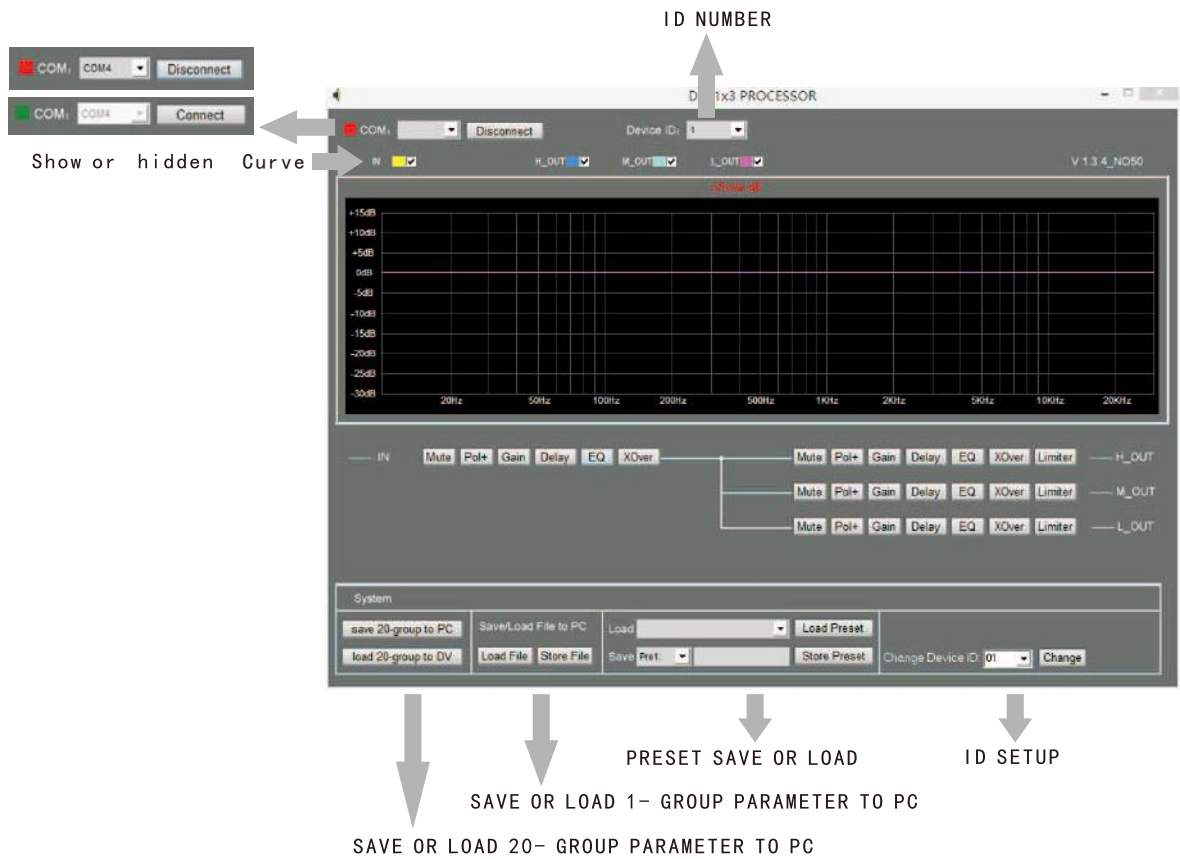 ID NUMBER
COM: COM4 Disconnect
COM: COM4 Connect
1x3 PROCESSOR
COM: Disconnect Device ID: 1
Show or hidden Curve
IN H_OUT M_OUT L_OUT V 1.3.4_NO50
show all
+15dB
+10dB
+5dB
0dB
-5dB
-10dB
-15dB
-20dB
-25dB
-30dB
20Hz 50Hz 100Hz 200Hz 500Hz 1KHz 2KHz 5KHz 10KHz 20KHz
IN Mute Pol+ Gain Delay EQ XOver Mute Pol+ Gain Delay EQ XOver Limiter H_OUT
Mute Pol+ Gain Delay EQ XOver Limiter M_OUT
Mute Pol+ Gain Delay EQ XOver Limiter L_OUT
System
save 20-group to PC Save/Load File to PC Load Load Preset
load 20-group to DV Load File Store File Save Pre1: Store Preset Change Device ID: 01 Change
PRESET SAVE OR LOAD ID SETUP
SAVE OR LOAD 1- GROUP PARAMETER TO PC
SAVE OR LOAD 20- GROUP PARAMETER TO PC